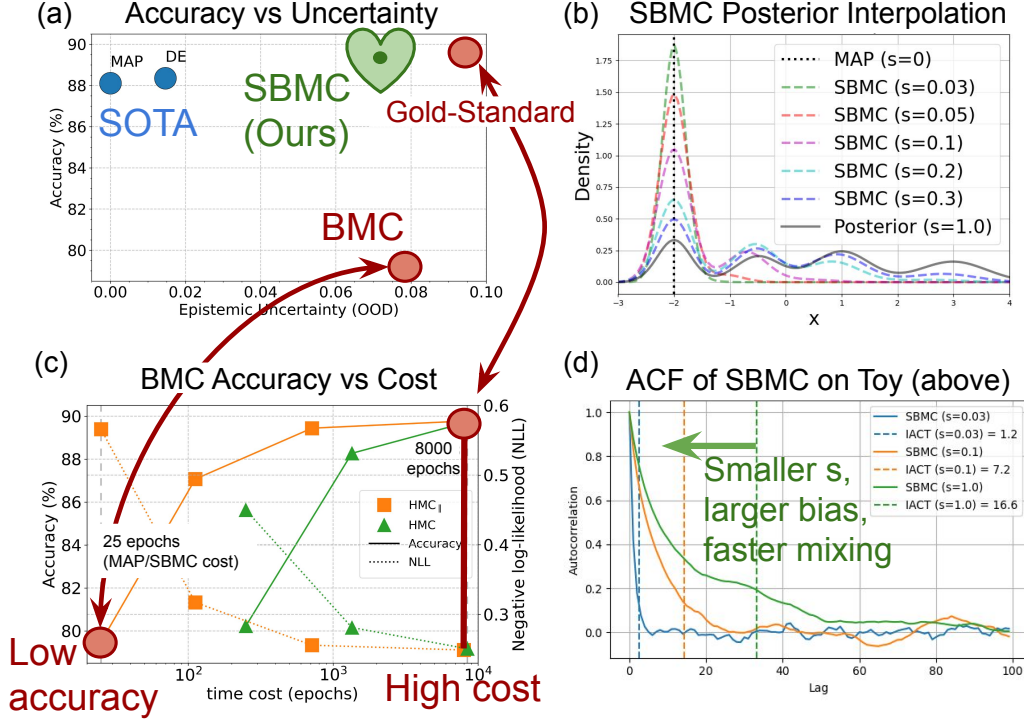 (a)
Accuracy vs Uncertainty
90
88
86
84
82
80
Accuracy (%)
MAP
DE
SOTA
SBMC
(Ours)
Gold-Standard
BMC
0.00
0.02
0.04
0.06
0.08
0.10
Epistemic Uncertainty (OOD)
(b)
SBMC Posterior Interpolation
Density
1.75
1.50
1.25
1.00
0.75
0.50
0.25
0.00
MAP (s=0)
SBMC (s=0.03)
SBMC (s=0.05)
SBMC (s=0.1)
SBMC (s=0.2)
SBMC (s=0.3)
Posterior (s=1.0)
−3
−2
−1
0
1
2
3
4
x
(c)
BMC Accuracy vs Cost
90
88
86
84
82
80
Accuracy (%)
0.6
0.5
0.4
0.3
Negative log-likelihood (NLL)
8000
epochs
HMC∥
HMC
Accuracy
NLL
25 epochs
(MAP/SBMC cost)
10²
10³
10⁴
time cost (epochs)
Low
accuracy
High cost
(d)
ACF of SBMC on Toy (above)
Autocorrelation
1.0
0.8
0.6
0.4
0.2
0.0
SBMC (s=0.03)
IACT (s=0.03) = 1.2
SBMC (s=0.1)
IACT (s=0.1) = 7.2
SBMC (s=1.0)
IACT (s=1.0) = 16.6
Smaller s,
larger bias,
faster mixing
0
20
40
60
80
100
Lag